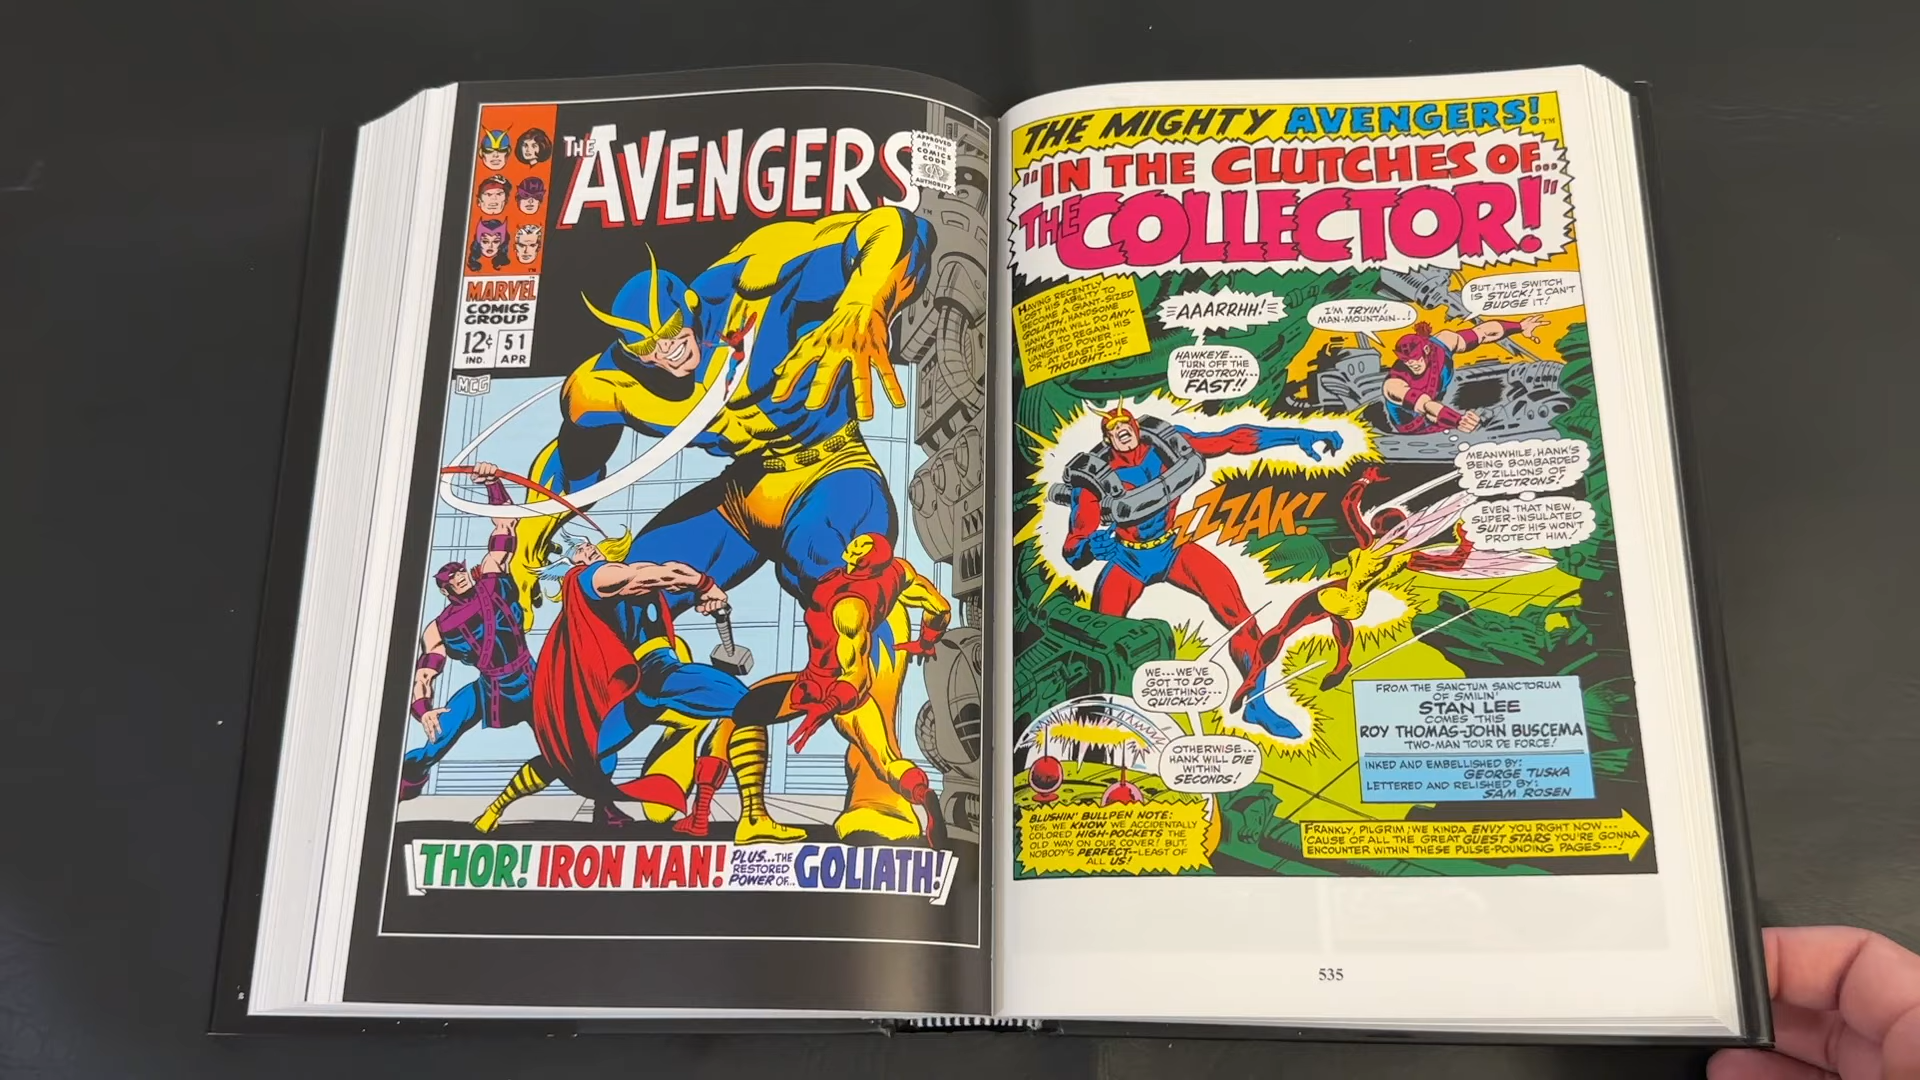 THE AVENGERS
™
APPROVED
BY THE
COMICS
CODE
AUTHORITY
MARVEL
COMICS
GROUP
12¢
IND.
51
APR
MCG
THOR! IRON MAN! PLUS...THE RESTORED POWER OF... GOLIATH!
THE MIGHTY AVENGERS!™
"IN THE CLUTCHES OF...
THE COLLECTOR!"
HAVING RECENTLY
LOST HIS ABILITY TO
BECOME A GIANT-SIZED
GOLIATH, HANDSOME
HANK PYM WILL DO ANY-
THING TO REGAIN HIS
VANISHED POWER---
OR, AT LEAST, SO HE
THOUGHT---!
AAARRHH!
HAWKEYE---
TURN OFF THE
VIBROTRON---
FAST!!
I'M TRYIN',
MAN-MOUNTAIN--!
BUT, THE SWITCH
IS STUCK! I CAN'T
BUDGE IT!
MEANWHILE, HANK'S
BEING BOMBARDED
BY ZILLIONS OF
ELECTRONS!
EVEN THAT NEW,
SUPER-INSULATED
SUIT OF HIS WON'T
PROTECT HIM!
ZZZAK!
WE---WE'VE
GOT TO DO
SOMETHING---
QUICKLY!
OTHERWISE---
HANK WILL DIE
WITHIN
SECONDS!
FROM THE SANCTUM SANCTORUM
OF SMILIN'
STAN LEE
COMES THIS
ROY THOMAS-JOHN BUSCEMA
TWO-MAN TOUR DE FORCE!
INKED AND EMBELLISHED BY:
GEORGE TUSKA
LETTERED AND RELISHED BY:
SAM ROSEN
BLUSHIN' BULLPEN NOTE:
YES, WE KNOW WE ACCIDENTALLY
COLORED HIGH-POCKETS THE
OLD WAY ON OUR COVER! BUT,
NOBODY'S PERFECT--LEAST OF
ALL US!
FRANKLY, PILGRIM, WE KINDA ENVY YOU RIGHT NOW---
'CAUSE OF ALL THE GREAT GUEST STARS YOU'RE GONNA
ENCOUNTER WITHIN THESE PULSE-POUNDING PAGES---!
535